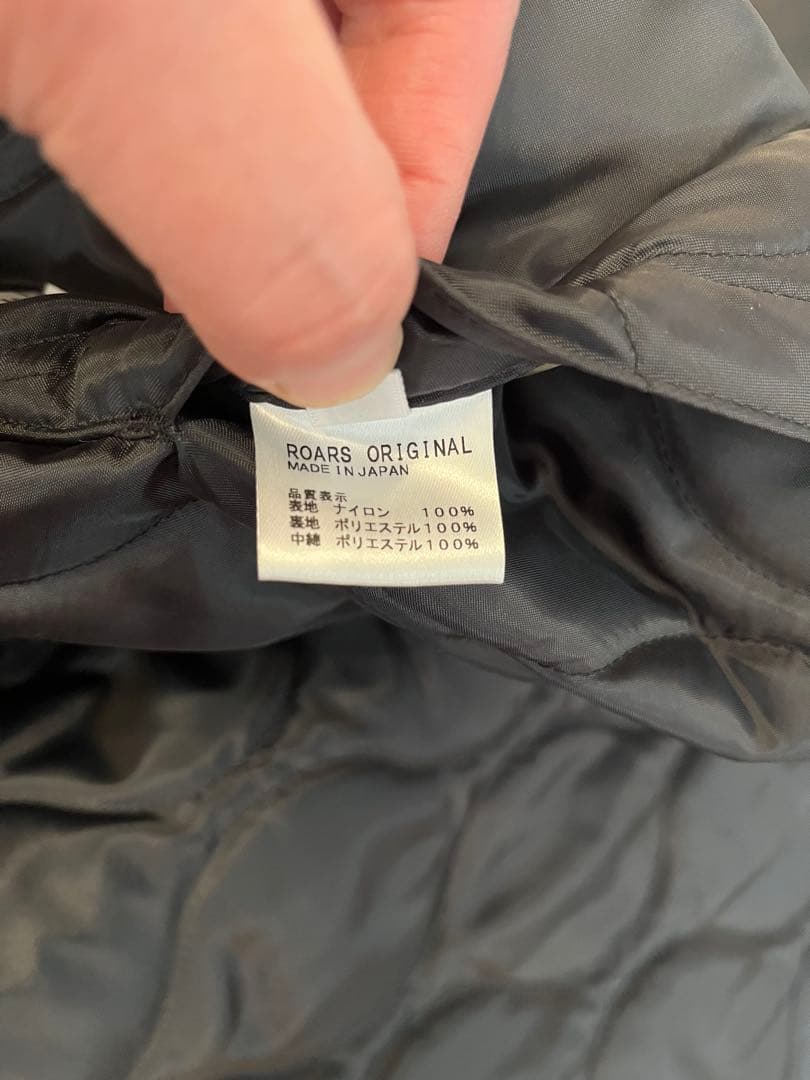 ROARS ORIGINAL
MADE IN JAPAN
品質表示
表地 ナイロン 100%
裏地 ポリエステル100%
中綿 ポリエステル100%